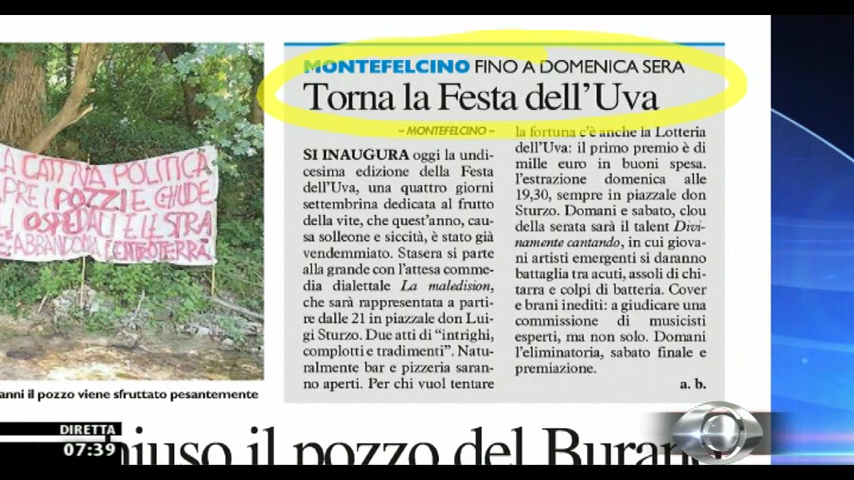 MONTEFELCINO FINO A DOMENICA SERA
Torna la Festa dell'Uva
– MONTEFELCINO –
SI INAUGURA oggi la undi-
cesima edizione della Festa
dell'Uva, una quattro giorni
settembrina dedicata al frutto
della vite, che quest'anno, cau-
sa solleone e siccità, è stato già
vendemmiato. Stasera si parte
alla grande con l'attesa comme-
dia dialettale La maledision,
che sarà rappresentata a parti-
re dalle 21 in piazzale don Lui-
gi Sturzo. Due atti di "intrighi,
complotti e tradimenti". Natu-
ralmente bar e pizzeria saran-
no aperti. Per chi vuol tentare
la fortuna c'è anche la Lotteria
dell'Uva: il primo premio è di
mille euro in buoni spesa.
l'estrazione domenica alle
19,30, sempre in piazzale don
Sturzo. Domani e sabato, clou
della serata sarà il talent Divi-
namente cantando, in cui giova-
ni artisti emergenti si daranno
battaglia tra acuti, assoli di chi-
tarra e colpi di batteria. Cover
e brani inediti: a giudicare una
commissione di musicisti
esperti, ma non solo. Domani
l'eliminatoria, sabato finale e
premiazione.
a. b.
LA CATTIVA POLITICA
APRE I POZZI E CHIUDE
OSPEDALI E LE STRA
ABBANDONA L'ENTROTERRA
anni il pozzo viene sfruttato pesantemente
hiuso il pozzo del Burano
DIRETTA
07:39